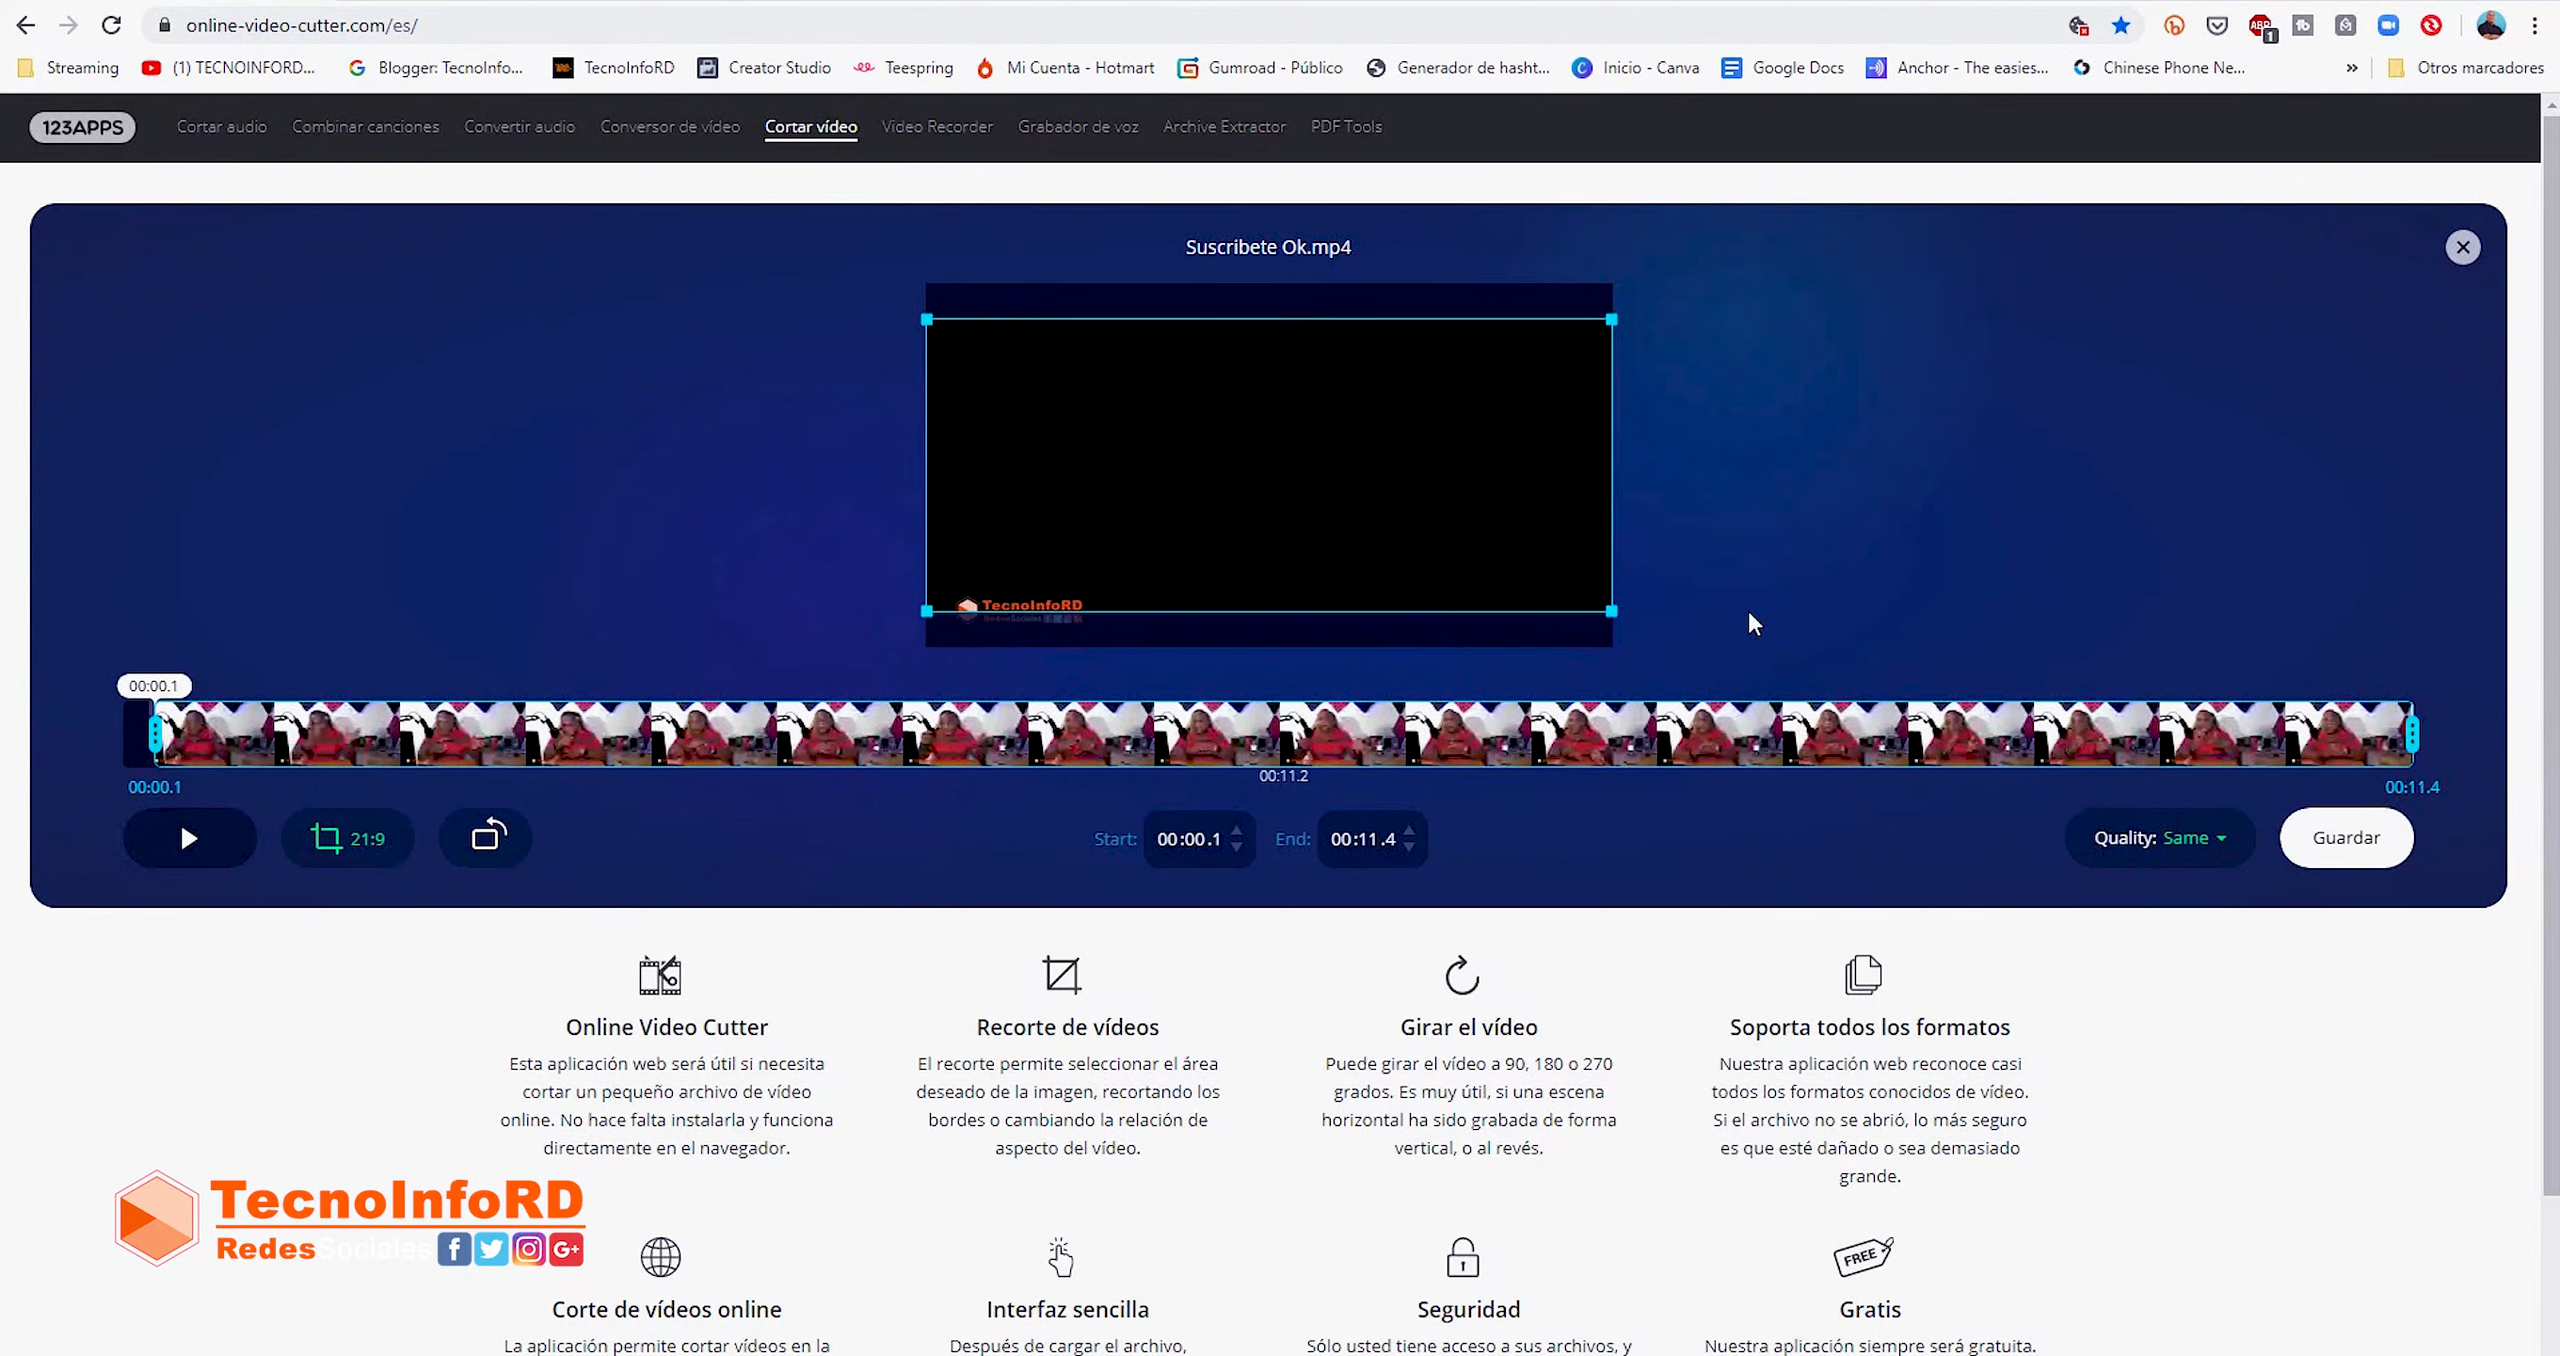 online-video-cutter.com/es/
1
Streaming
(1) TECNOINFORD...
Blogger: TecnoInfo...
TecnoInfoRD
Creator Studio
Teespring
Mi Cuenta - Hotmart
Gumroad - Público
Generador de hasht...
Inicio - Canva
Google Docs
Anchor - The easies...
Chinese Phone Ne...
»
Otros marcadores
123APPS
Cortar audio
Combinar canciones
Convertir audio
Conversor de vídeo
Cortar vídeo
Video Recorder
Grabador de voz
Archive Extractor
PDF Tools
Suscribete Ok.mp4
TecnoInfoRD
RedesSociales
00:00.1
00:11.2
00:00.1
00:11.4
21:9
Start: 00:00.1
End: 00:11.4
Quality: Same
Guardar
Online Video Cutter
Esta aplicación web será útil si necesita
cortar un pequeño archivo de vídeo
online. No hace falta instalarla y funciona
directamente en el navegador.
Recorte de vídeos
El recorte permite seleccionar el área
deseado de la imagen, recortando los
bordes o cambiando la relación de
aspecto del vídeo.
Girar el vídeo
Puede girar el vídeo a 90, 180 o 270
grados. Es muy útil, si una escena
horizontal ha sido grabada de forma
vertical, o al revés.
Soporta todos los formatos
Nuestra aplicación web reconoce casi
todos los formatos conocidos de vídeo.
Si el archivo no se abrió, lo más seguro
es que esté dañado o sea demasiado
grande.
TecnoInfoRD
RedesSociales
Corte de vídeos online
La aplicación permite cortar vídeos en la
Interfaz sencilla
Después de cargar el archivo,
Seguridad
Sólo usted tiene acceso a sus archivos, y
FREE
Gratis
Nuestra aplicación siempre será gratuita.